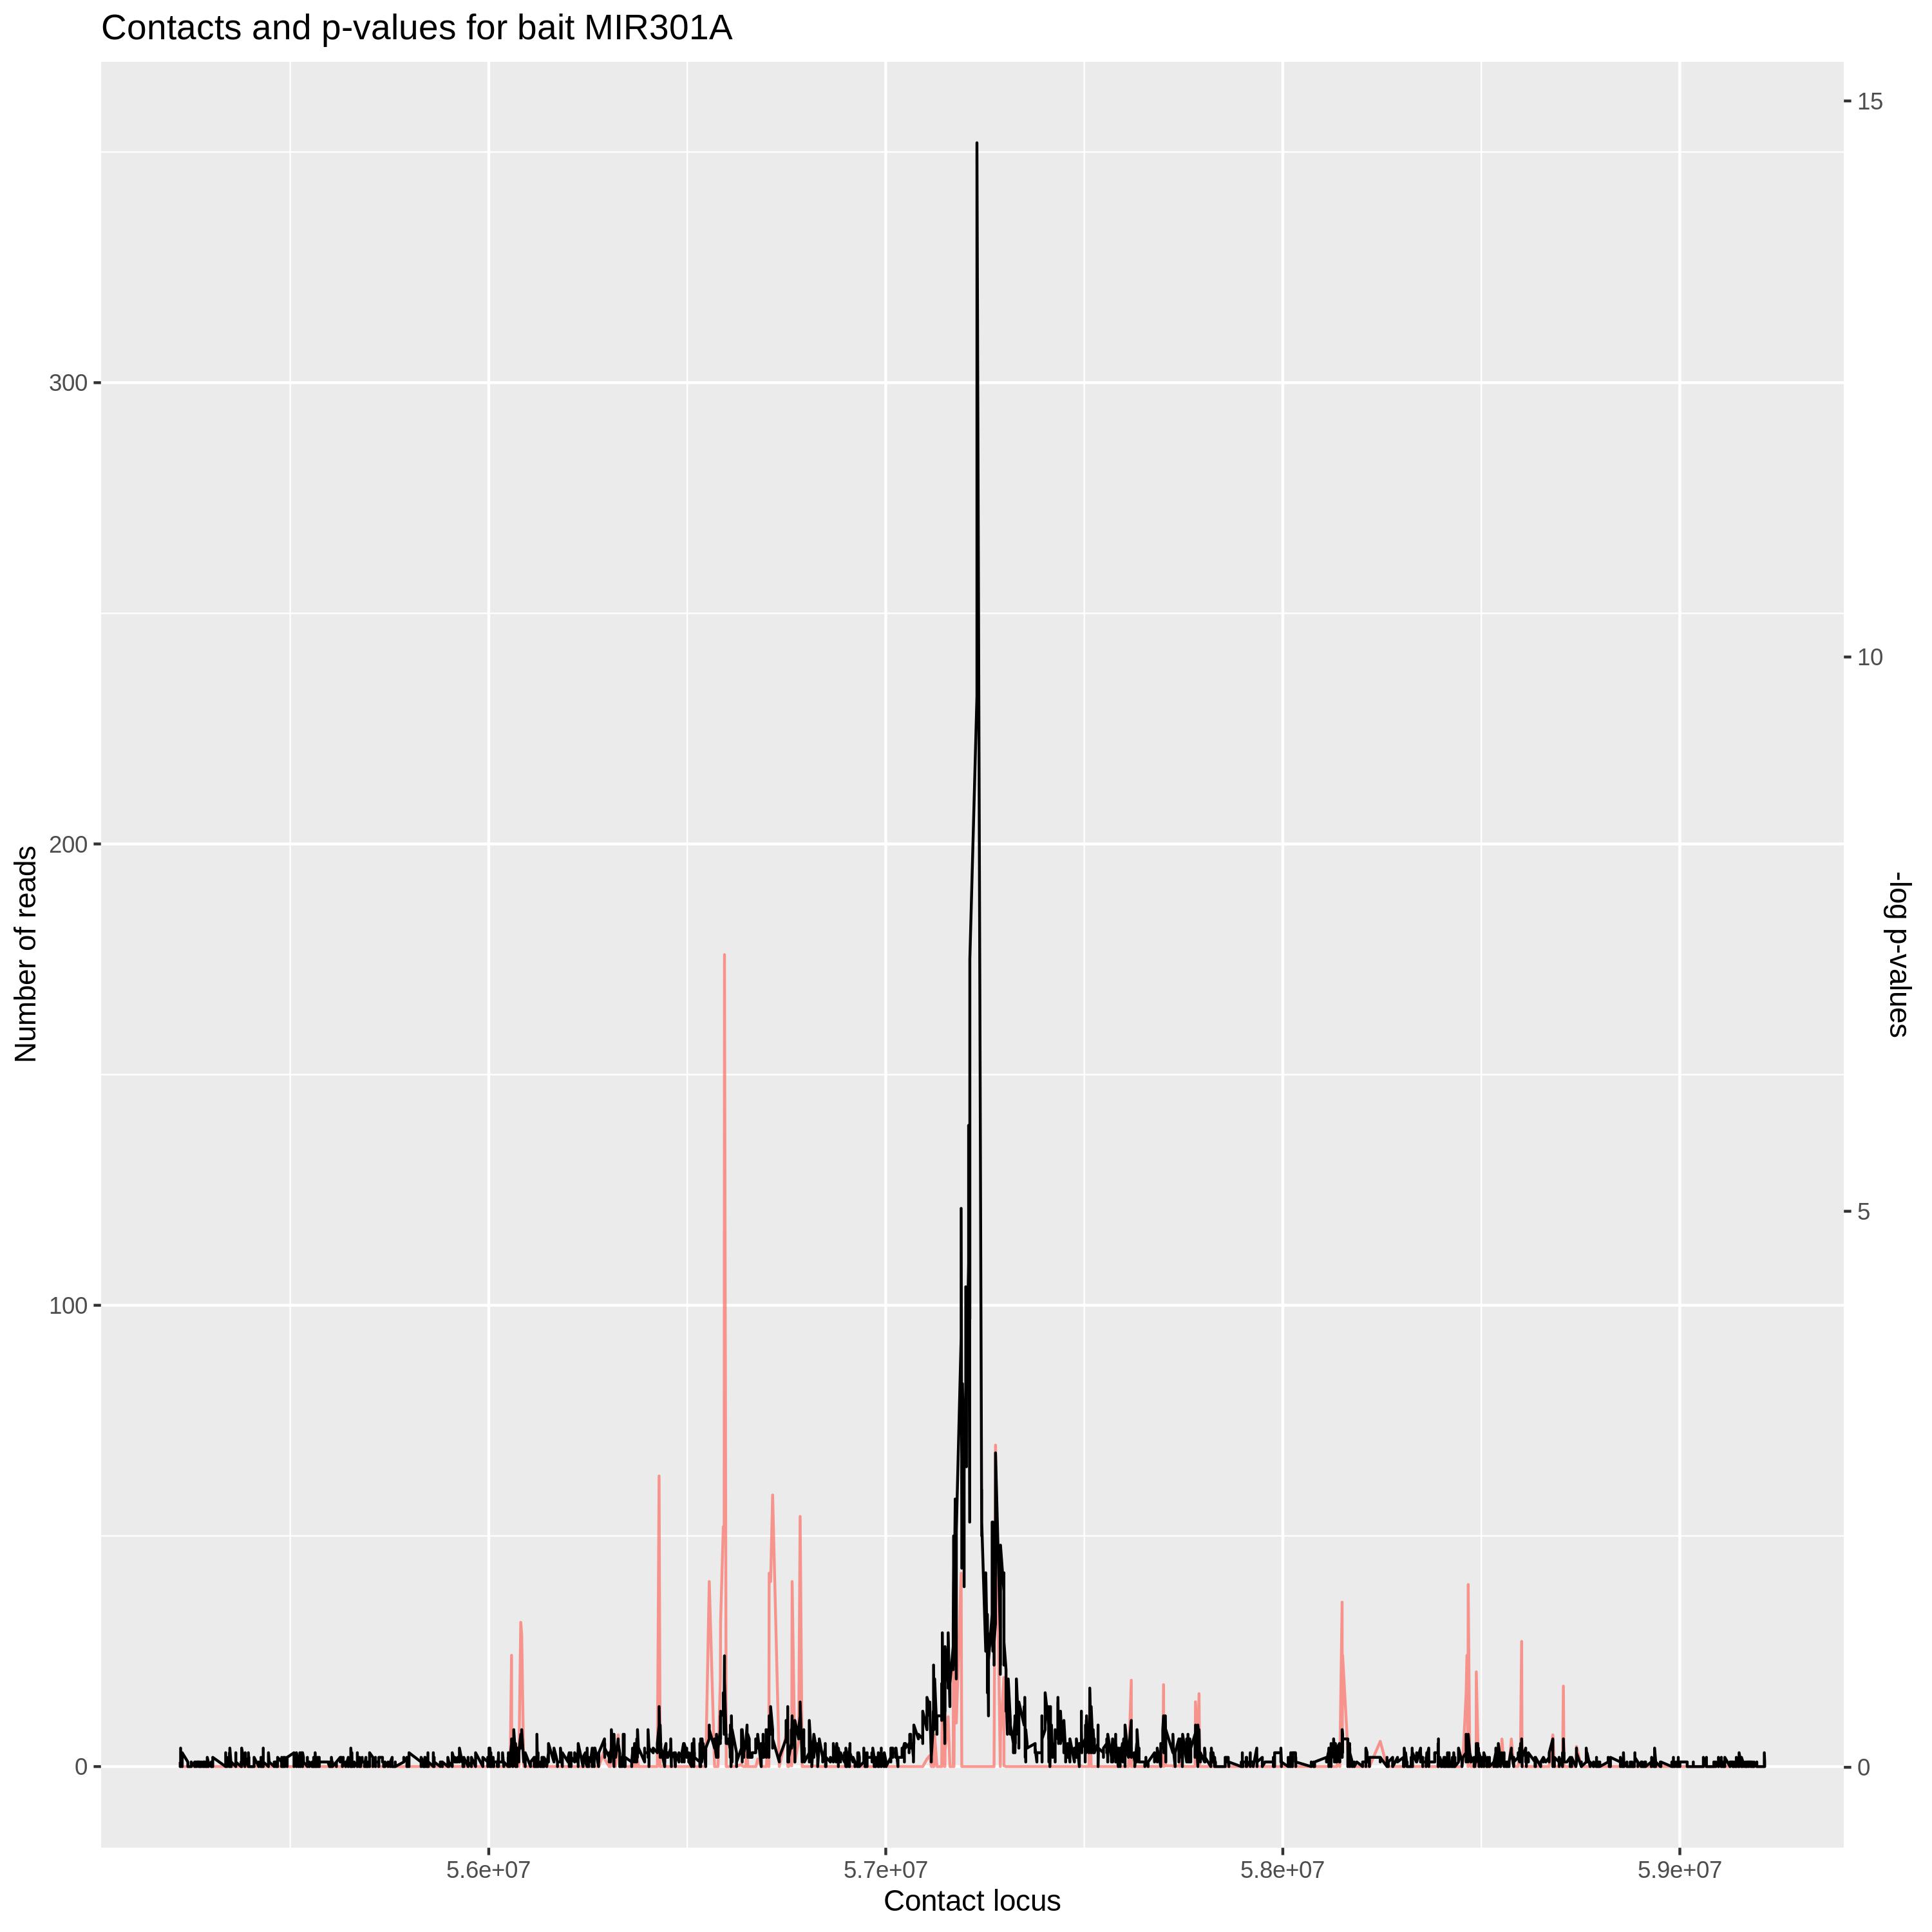 Contacts and p-values for bait MIR301A
15
300
10
200
Number of reads
-log p-values
5
100
0
0
5.6e+07
5.7e+07
5.8e+07
5.9e+07
Contact locus